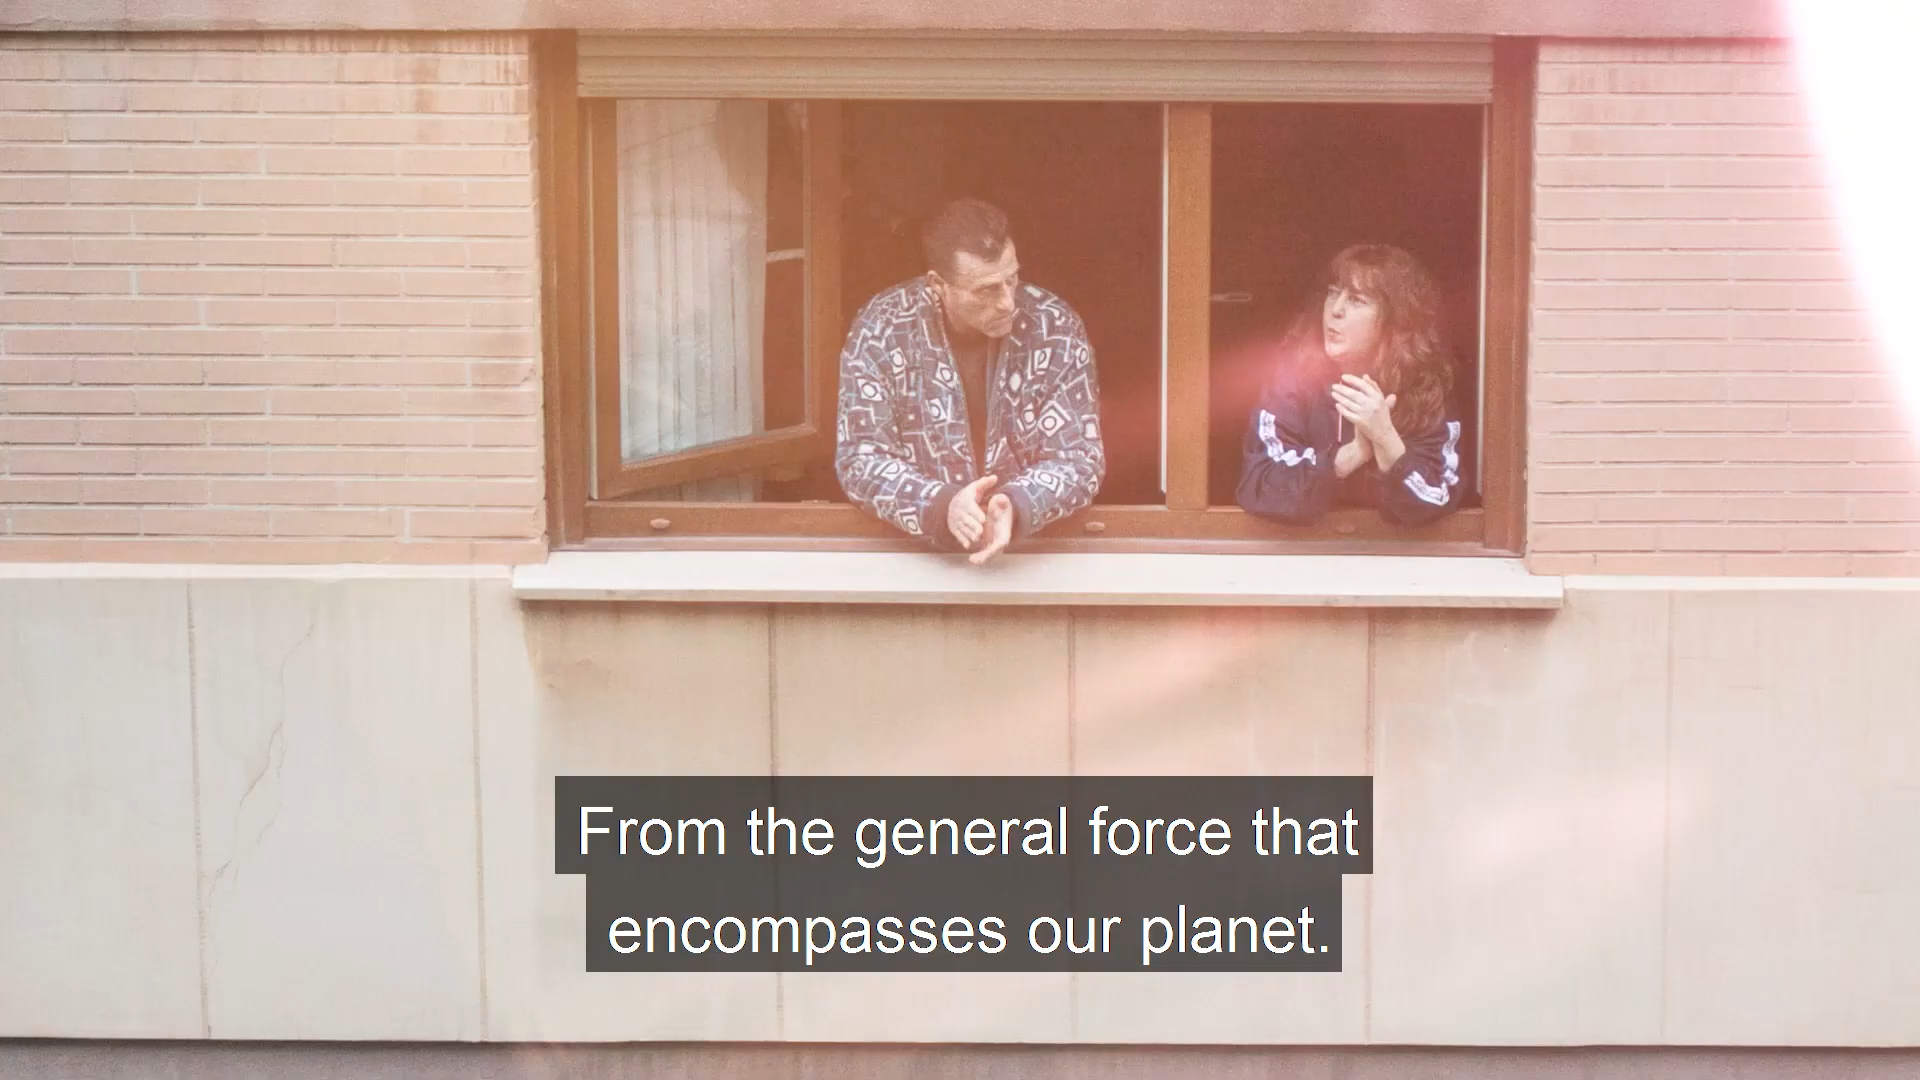 From the general force that
encompasses our planet.